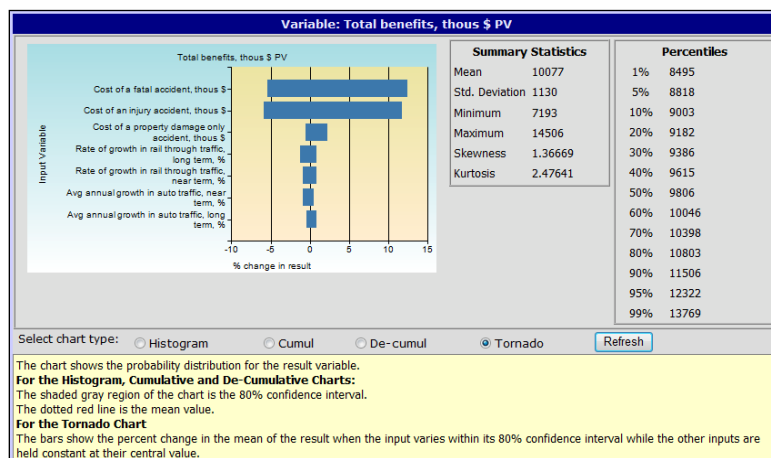 Variable: Total benefits, thous $ PV
Total benefits, thous $ PV
Input Variable
Cost of a fatal accident, thous $
Cost of an injury accident, thous $
Cost of a property damage only
accident, thous $
Rate of growth in rail through traffic,
long term, %
Rate of growth in rail through traffic,
near term, %
Avg annual growth in auto traffic, near
term, %
Avg annual growth in auto traffic, long
term, %
-10 -5 0 5 10 15
% change in result
Summary Statistics
Mean 10077
Std. Deviation 1130
Minimum 7193
Maximum 14506
Skewness 1.36669
Kurtosis 2.47641
Percentiles
1% 8495
5% 8818
10% 9003
20% 9182
30% 9386
40% 9615
50% 9806
60% 10046
70% 10398
80% 10803
90% 11506
95% 12322
99% 13769
Select chart type: Histogram Cumul De-cumul Tornado Refresh
The chart shows the probability distribution for the result variable.
For the Histogram, Cumulative and De-Cumulative Charts:
The shaded gray region of the chart is the 80% confidence interval.
The dotted red line is the mean value.
For the Tornado Chart
The bars show the percent change in the mean of the result when the input varies within its 80% confidence interval while the other inputs are
held constant at their central value.